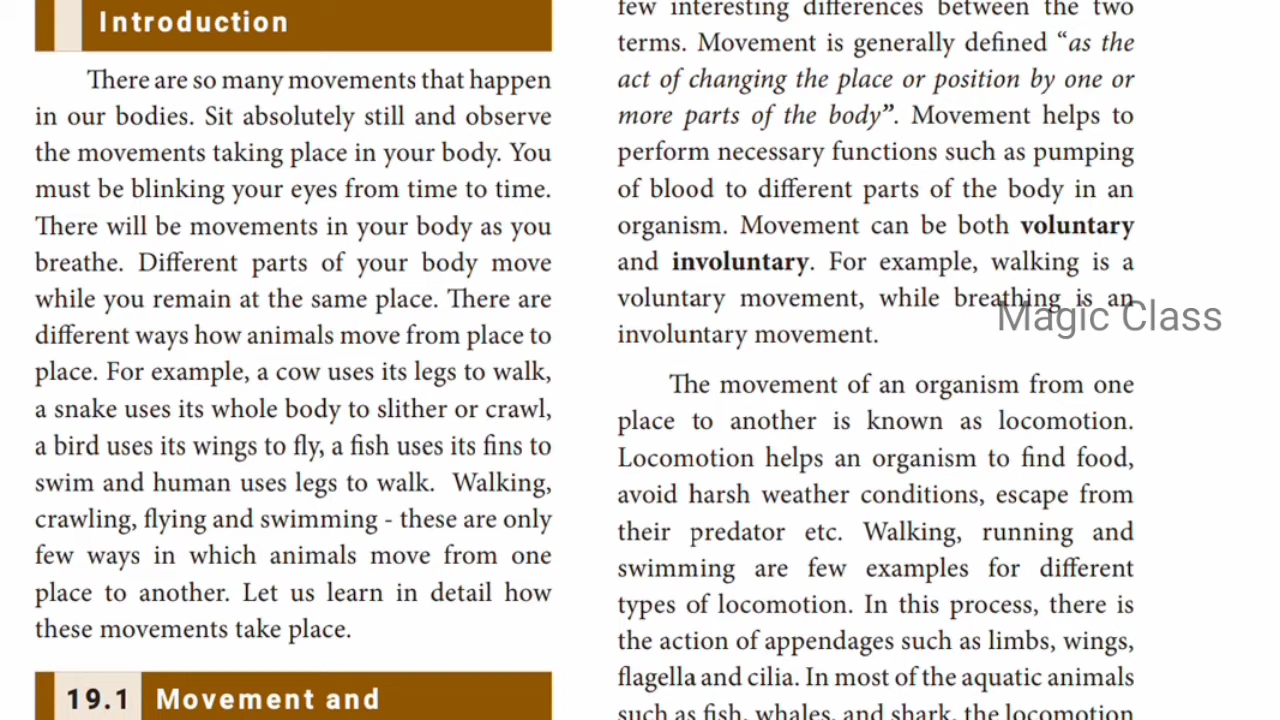 Introduction
There are so many movements that happen
in our bodies. Sit absolutely still and observe
the movements taking place in your body. You
must be blinking your eyes from time to time.
There will be movements in your body as you
breathe. Different parts of your body move
while you remain at the same place. There are
different ways how animals move from place to
place. For example, a cow uses its legs to walk,
a snake uses its whole body to slither or crawl,
a bird uses its wings to fly, a fish uses its fins to
swim and human uses legs to walk. Walking,
crawling, flying and swimming - these are only
few ways in which animals move from one
place to another. Let us learn in detail how
these movements take place.
19.1 Movement and
few interesting differences between the two
terms. Movement is generally defined “as the
act of changing the place or position by one or
more parts of the body”. Movement helps to
perform necessary functions such as pumping
of blood to different parts of the body in an
organism. Movement can be both voluntary
and involuntary. For example, walking is a
voluntary movement, while breathing is an
involuntary movement.
The movement of an organism from one
place to another is known as locomotion.
Locomotion helps an organism to find food,
avoid harsh weather conditions, escape from
their predator etc. Walking, running and
swimming are few examples for different
types of locomotion. In this process, there is
the action of appendages such as limbs, wings,
flagella and cilia. In most of the aquatic animals
such as fish, whales, and shark, the locomotion
Magic Class